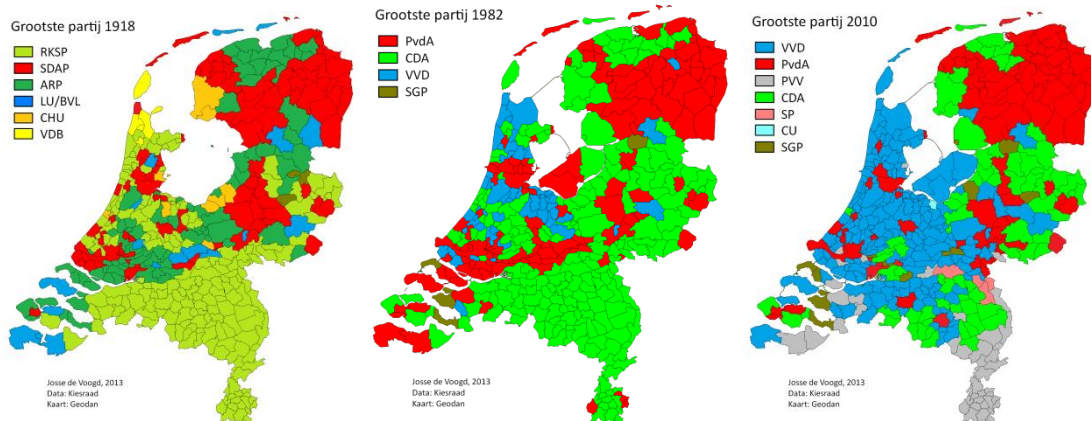 Grootste partij 1918
RKSP
SDAP
ARP
LU/BVL
CHU
VDB
Josse de Voogd, 2013
Data: Kiesraad
Kaart: Geodan
Grootste partij 1982
PvdA
CDA
VVD
SGP
Josse de Voogd, 2013
Data: Kiesraad
Kaart: Geodan
Grootste partij 2010
VVD
PvdA
PVV
CDA
SP
CU
SGP
Josse de Voogd, 2013
Data: Kiesraad
Kaart: Geodan